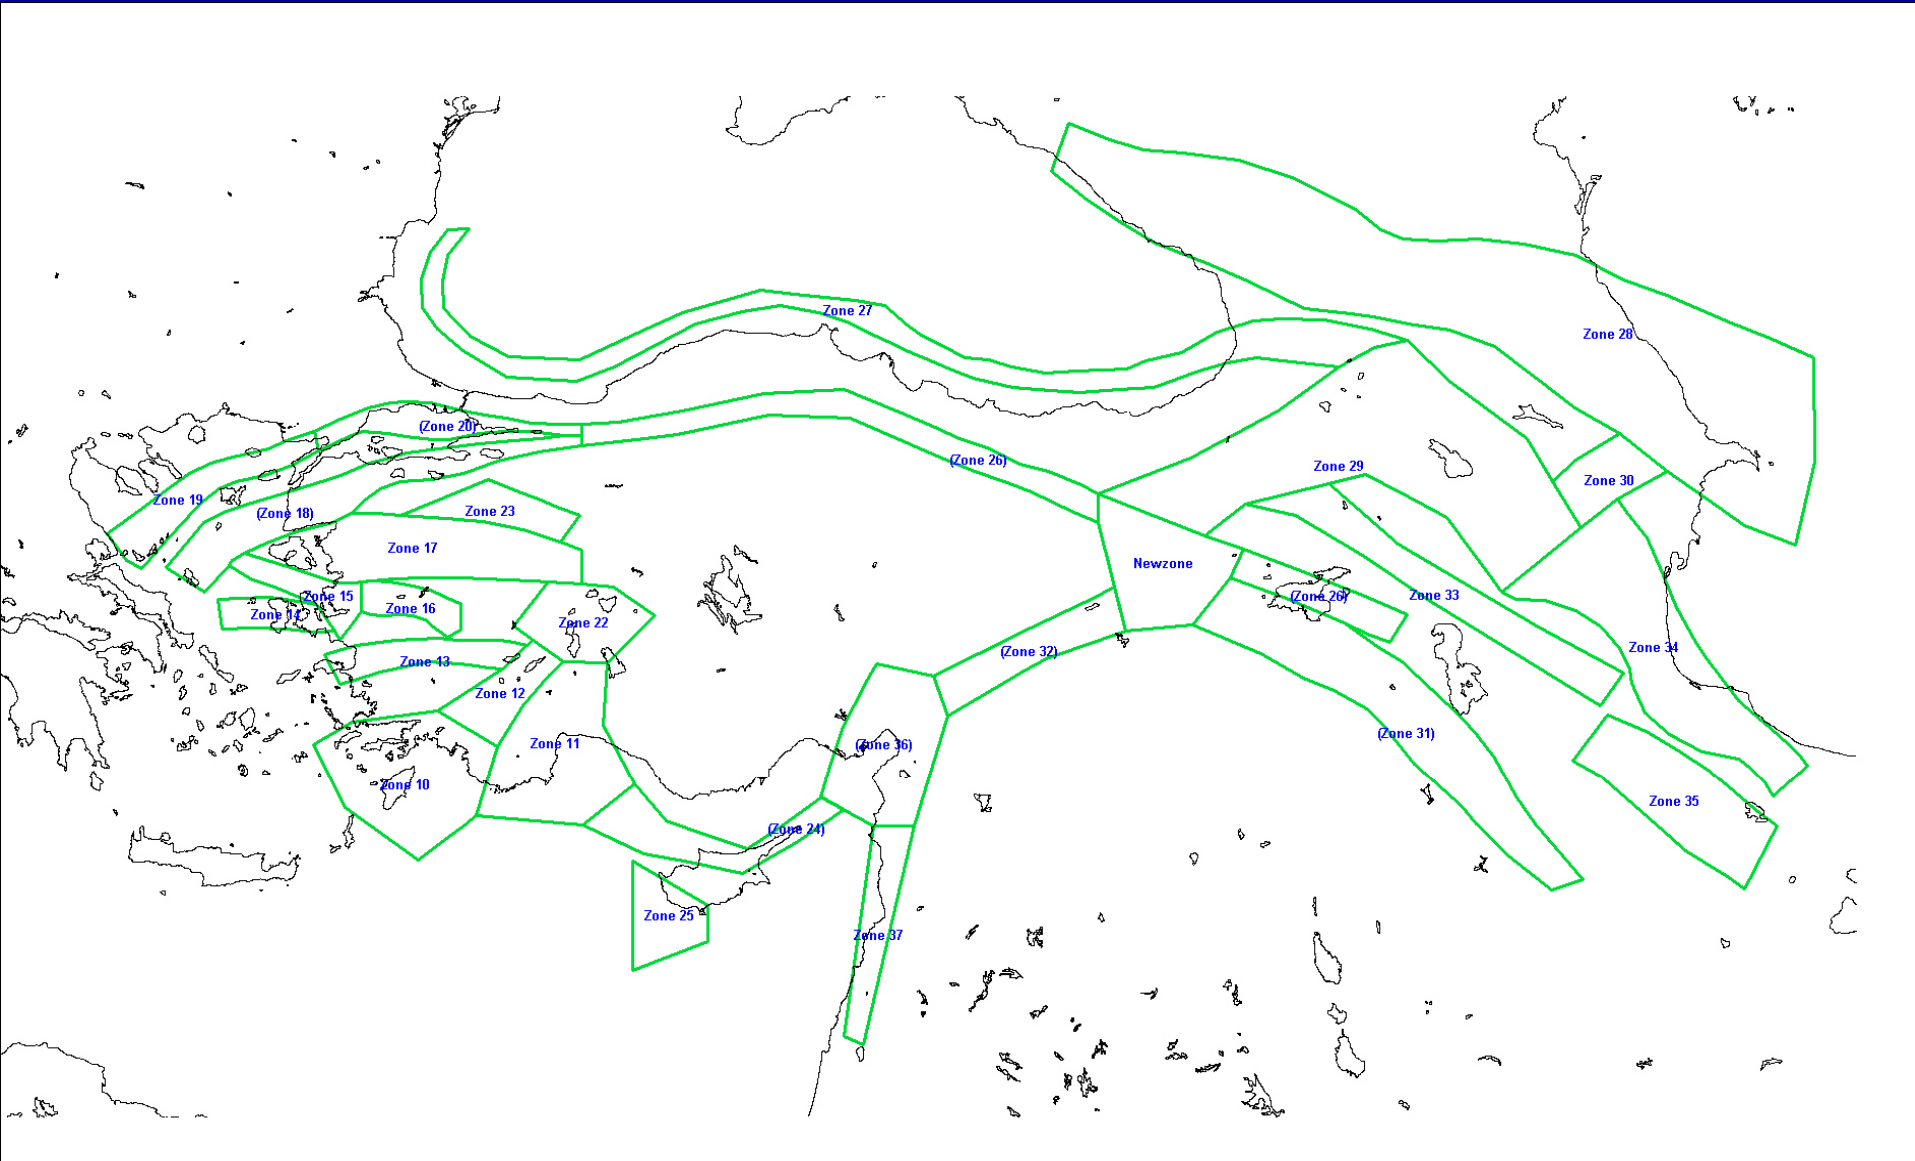 Zone 27
Zone 28
(Zone 20)
(Zone 26)
Zone 29
Zone 30
Zone 19
(Zone 18)
Zone 23
Zone 17
Newzone
Zone 15
Zone 16
(Zone 26)
Zone 33
Zone 14
Zone 22
Zone 34
(Zone 32)
Zone 13
Zone 12
(Zone 31)
Zone 11
(Zone 36)
Zone 10
Zone 35
(Zone 24)
Zone 25
Zone 37